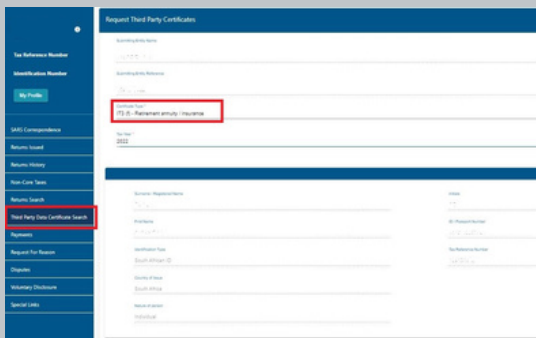 Request Third Party Certificates
Tax Reference Number
Identification Number
My Profile
SARS Correspondence
Returns Issued
Returns History
Non-Core Taxes
Returns Search
Third Party Data Certificate Search
Payments
Request For Reason
Disputes
Voluntary Disclosure
Special Links
Submitting Entity Name
Submitting Entity Reference
Certificate Type *
IT3 (f) - Retirement annuity / Insurance
Tax Year *
2022
Surname / Registered Name
Initials
First Name
ID / Passport Number
Identification Type
Tax Reference Number
South African ID
Country of Issue
South Africa
Nature of person
Individual